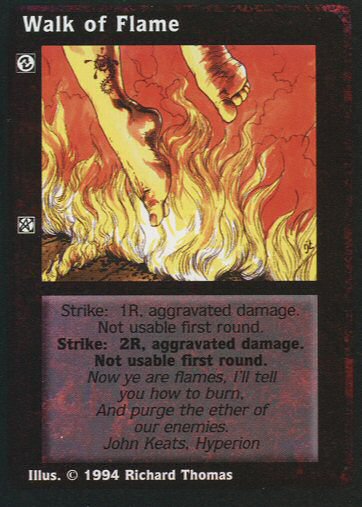 Walk of Flame
Strike: 1R, aggravated damage.
Not usable first round.
Strike: 2R, aggravated damage.
Not usable first round.
Now ye are flames, I'll tell
you how to burn,
And purge the ether of
our enemies.
John Keats, Hyperion
Illus. © 1994 Richard Thomas